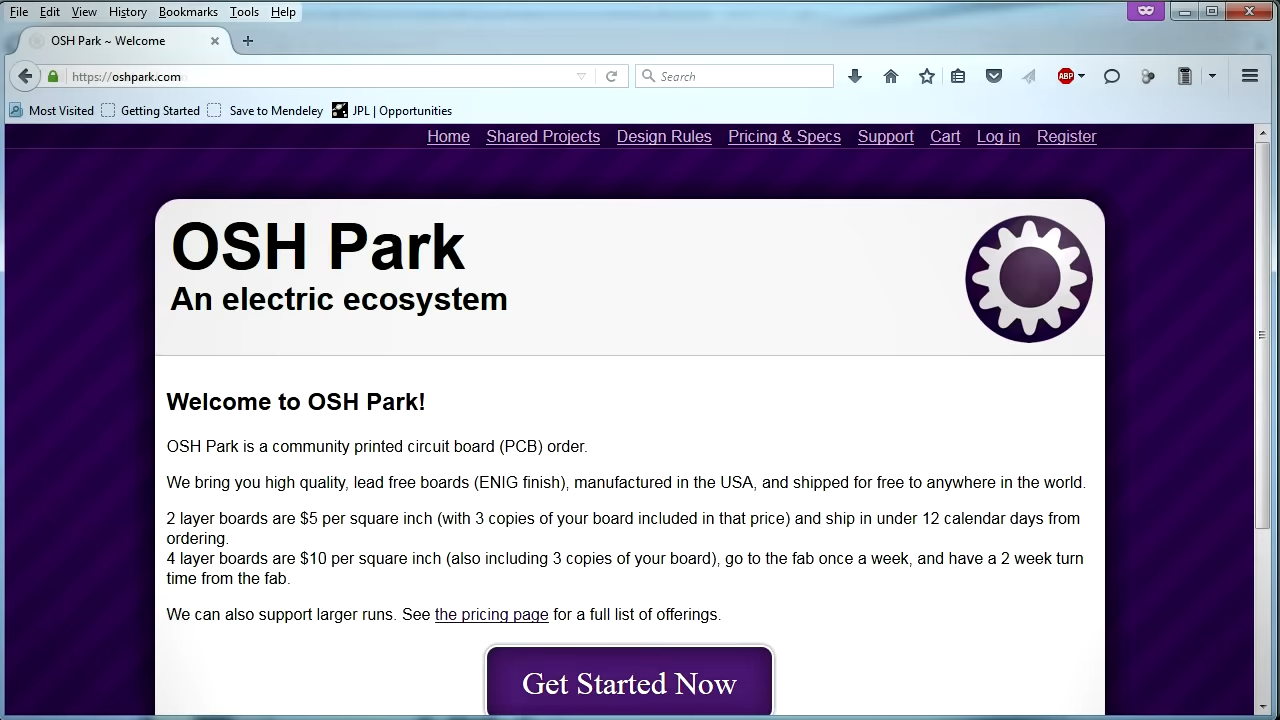 File Edit View History Bookmarks Tools Help
OSH Park ~ Welcome
https://oshpark.com
Search
ABP
Most Visited Getting Started Save to Mendeley JPL | Opportunities
Home Shared Projects Design Rules Pricing & Specs Support Cart Log in Register
OSH Park
An electric ecosystem
Welcome to OSH Park!
OSH Park is a community printed circuit board (PCB) order.
We bring you high quality, lead free boards (ENIG finish), manufactured in the USA, and shipped for free to anywhere in the world.
2 layer boards are $5 per square inch (with 3 copies of your board included in that price) and ship in under 12 calendar days from
ordering.
4 layer boards are $10 per square inch (also including 3 copies of your board), go to the fab once a week, and have a 2 week turn
time from the fab.
We can also support larger runs. See the pricing page for a full list of offerings.
Get Started Now